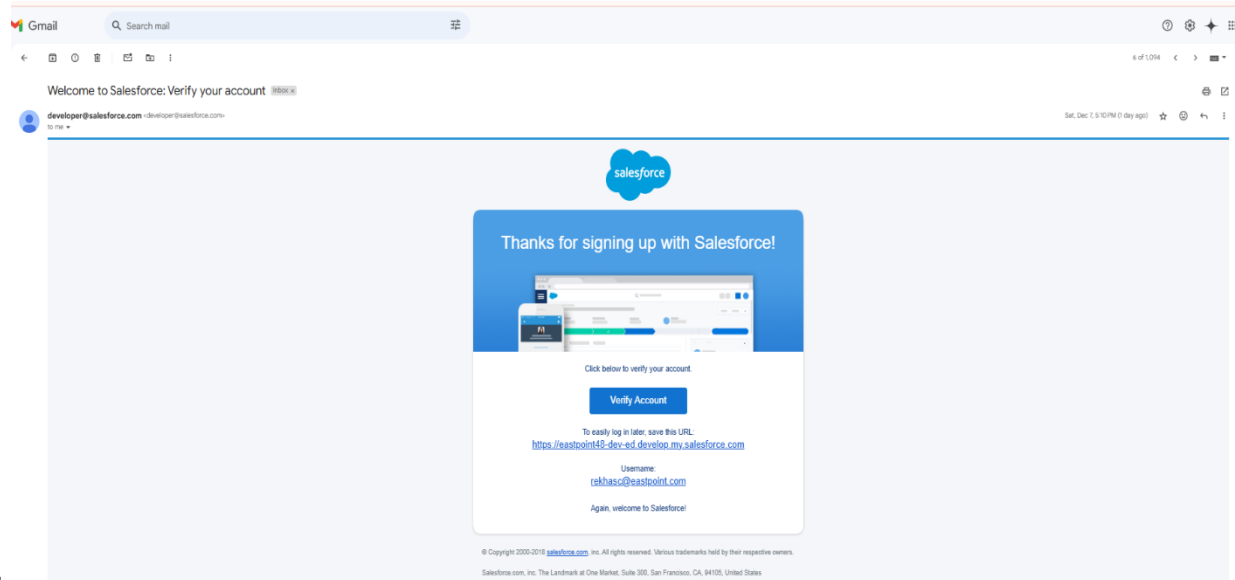 Gmail
Search mail
6 of 1,094
Welcome to Salesforce: Verify your account Inbox x
developer@salesforce.com <developer@salesforce.com>
Sat, Dec 7, 5:10 PM (1 day ago)
to me
salesforce
Thanks for signing up with Salesforce!
Click below to verify your account.
Verify Account
To easily log in later, save this URL:
https://eastpoint48-dev-ed.develop.my.salesforce.com
Username:
rekhasc@eastpoint.com
Again, welcome to Salesforce!
© Copyright 2000-2018 salesforce.com, inc. All rights reserved. Various trademarks held by their respective owners.
Salesforce.com, inc. The Landmark at One Market, Suite 300, San Francisco, CA, 94105, United States